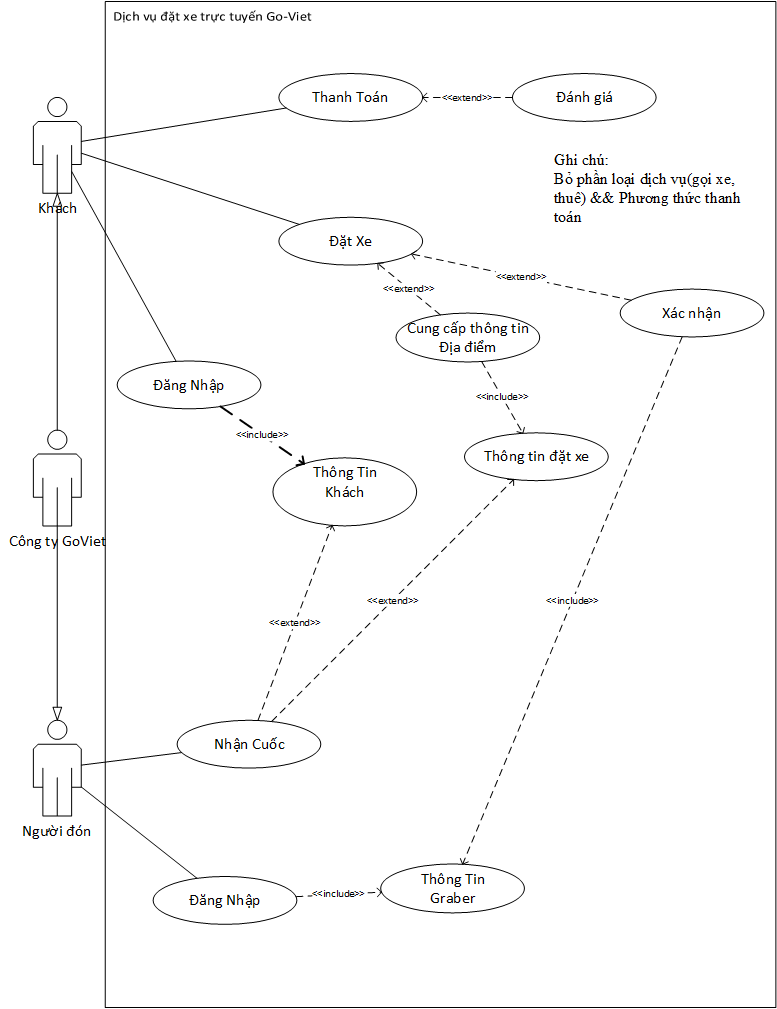 Dịch vụ đặt xe trực tuyến Go-Viet
Thanh Toán
<<extend>>
Đánh giá
Ghi chú:
Bỏ phần loại dịch vụ(gọi xe,
thuê) && Phương thức thanh
toán
Khách
Đặt Xe
<<extend>>
<<extend>>
Xác nhận
Cung cấp thông tin
Địa điểm
Đăng Nhập
<<include>>
<<include>>
Thông tin đặt xe
Thông Tin
Khách
Công ty GoViet
<<extend>>
<<include>>
<<extend>>
Nhận Cuốc
Người đón
Thông Tin
Graber
<<include>>
Đăng Nhập